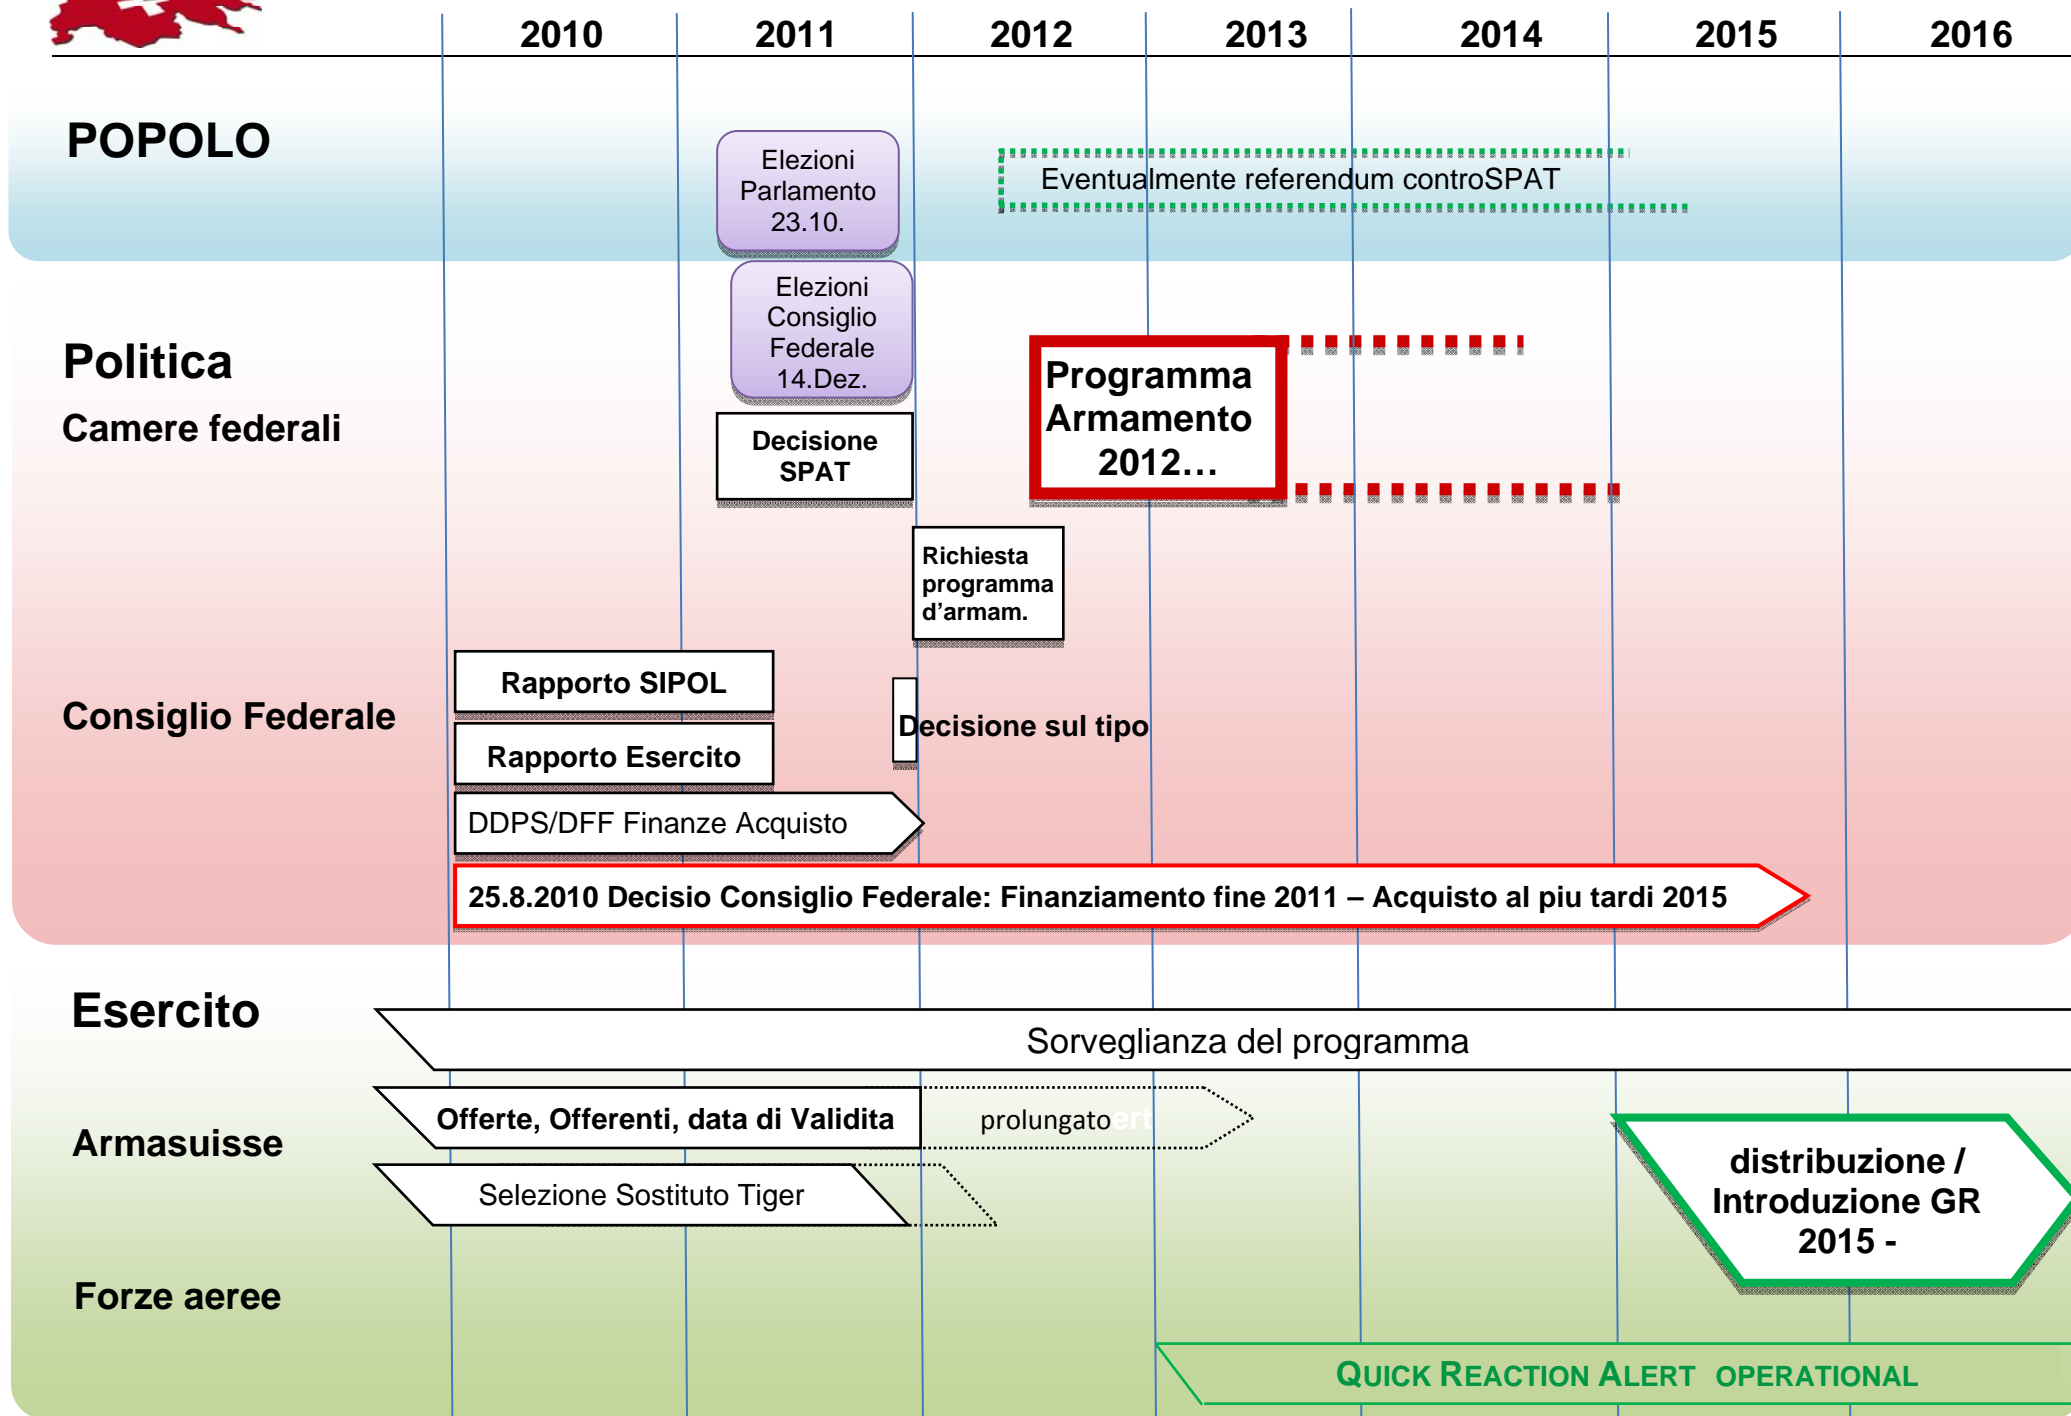 2010 2011 2012 2013 2014 2015 2016
POPOLO
Elezioni
Parlamento
23.10.
Eventualmente referendum controSPAT
Elezioni
Consiglio
Federale
14.Dez.
Politica
Camere federali
Decisione
SPAT
Programma
Armamento
2012…
Richiesta
programma
d’armam.
Consiglio Federale
Rapporto SIPOL
Rapporto Esercito
Decisione sul tipo
DDPS/DFF Finanze Acquisto
25.8.2010 Decisio Consiglio Federale: Finanziamento fine 2011 – Acquisto al piu tardi 2015
Esercito
Sorveglianza del programma
Armasuisse
Offerte, Offerenti, data di Validita
prolungatoert
Selezione Sostituto Tiger
distribuzione /
Introduzione GR
2015 -
Forze aeree
QUICK REACTION ALERT OPERATIONAL